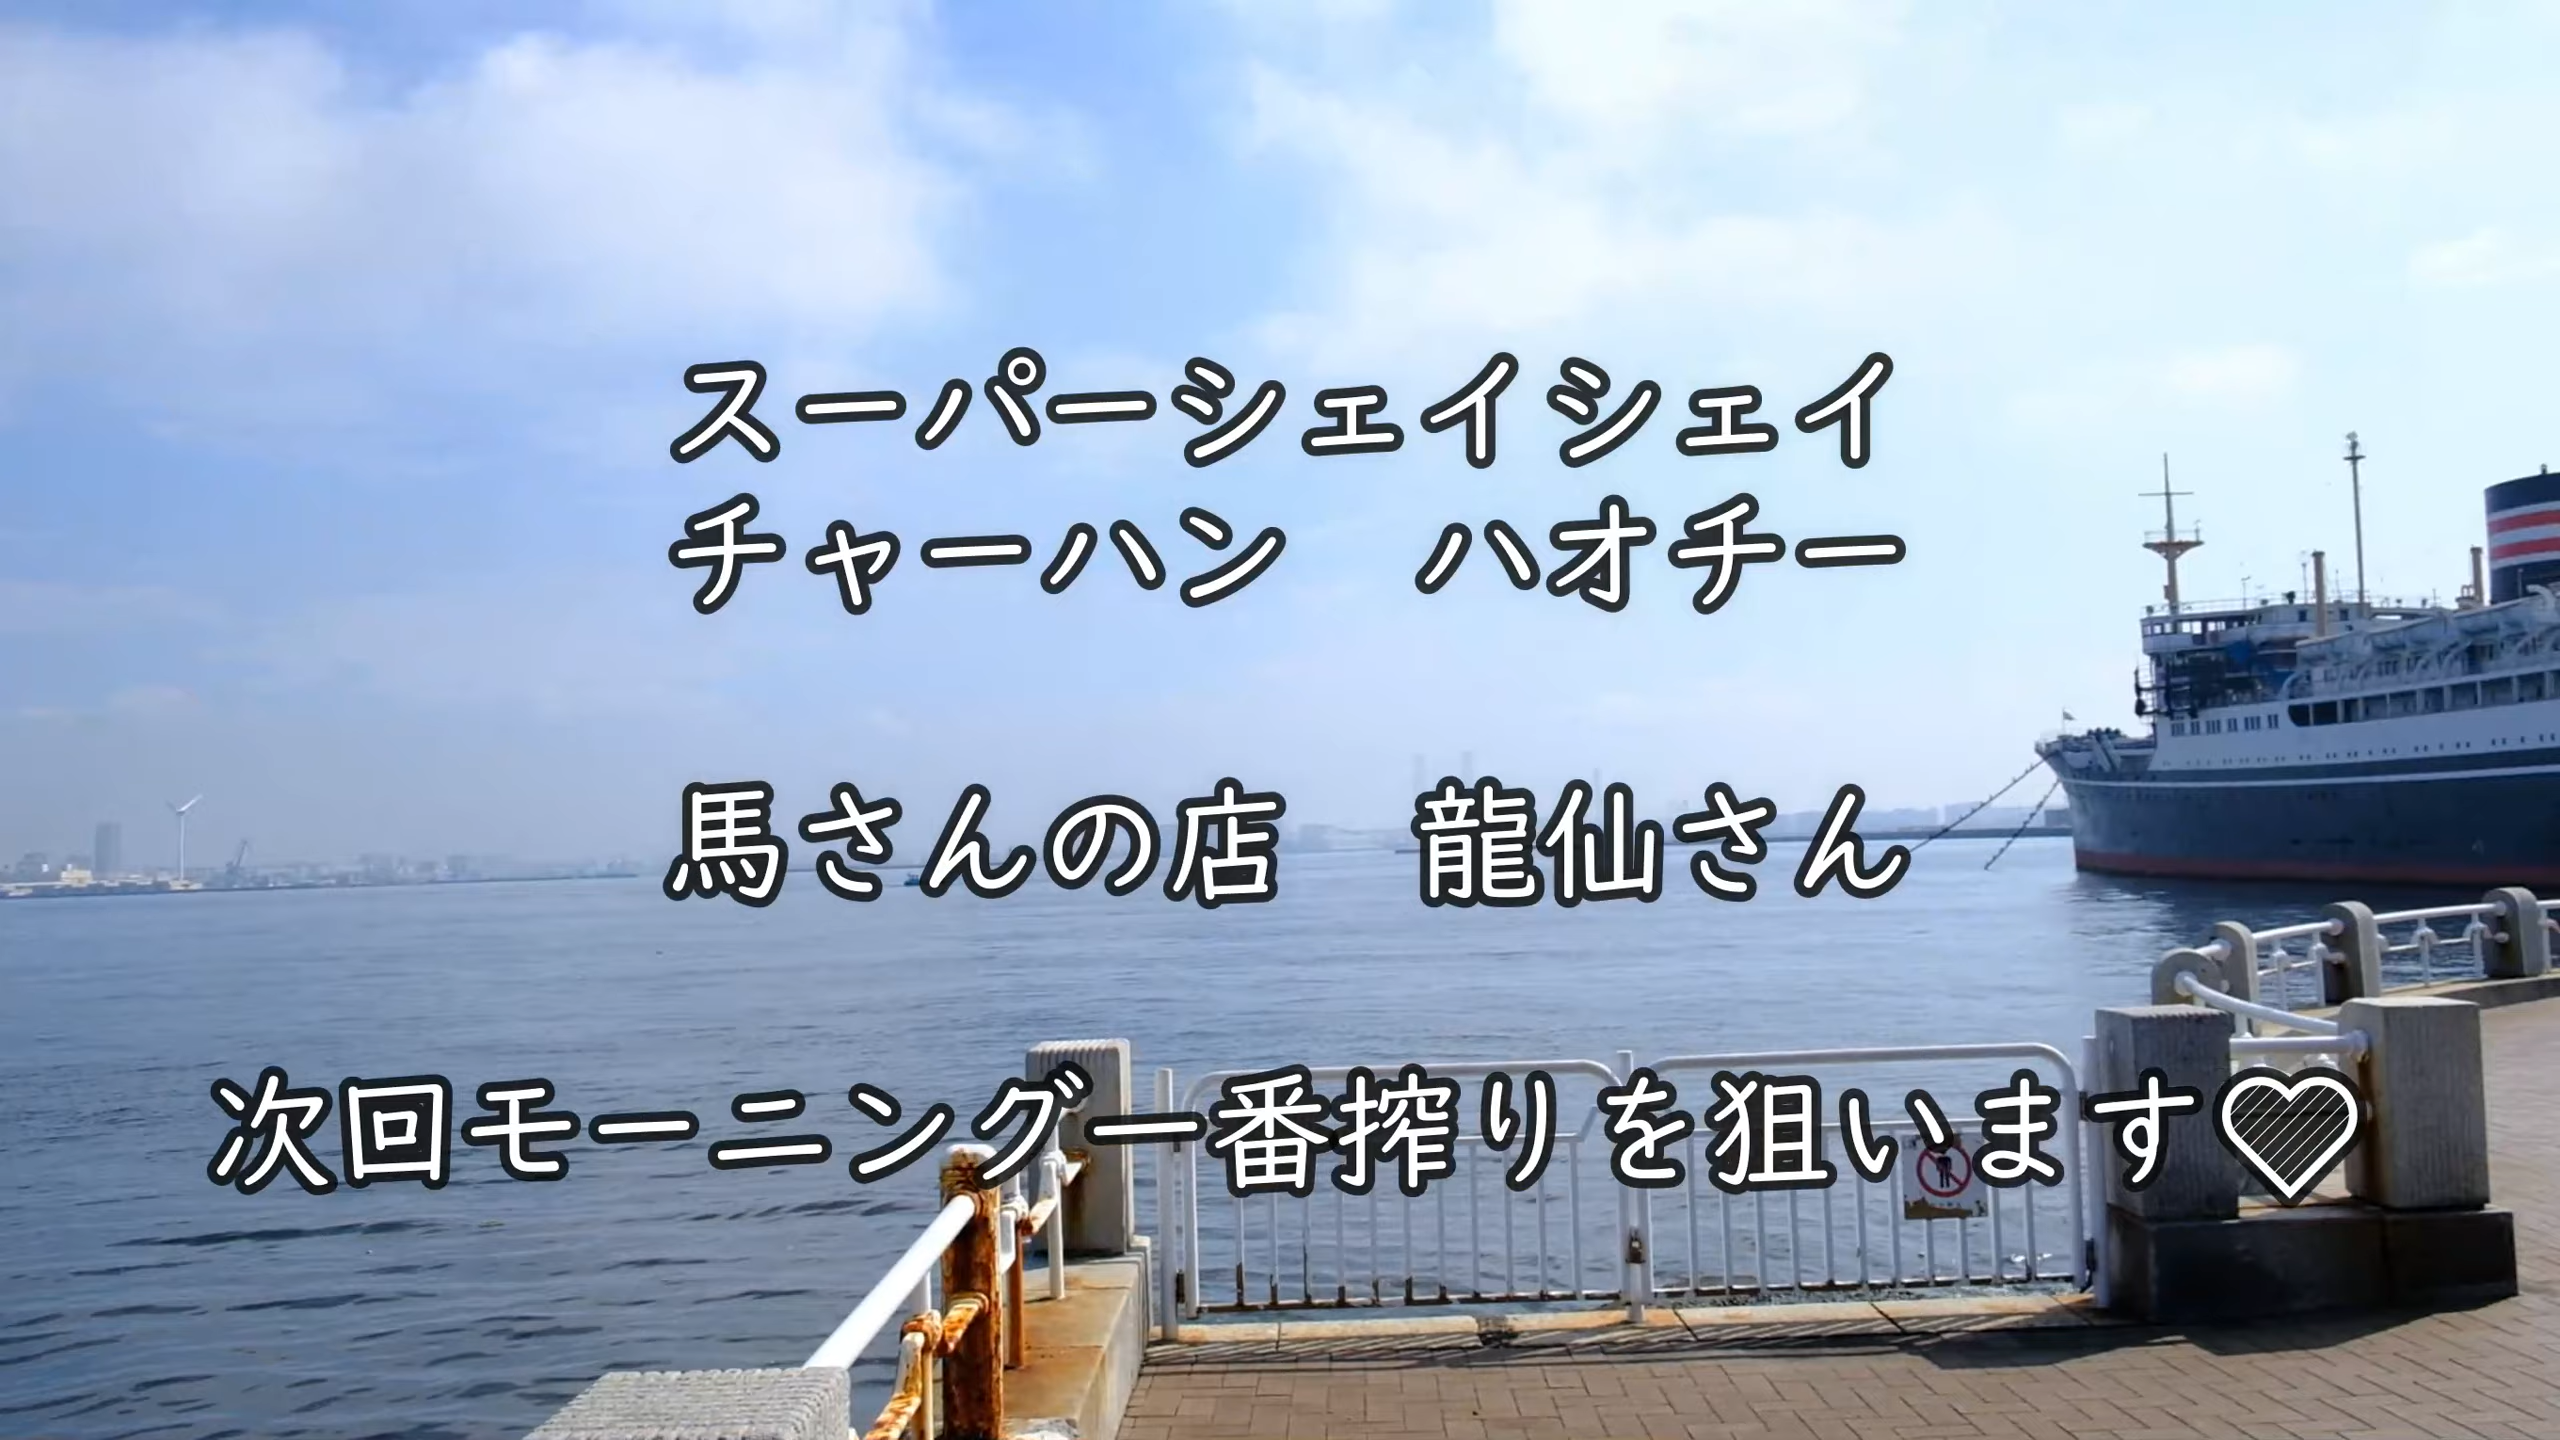 スーパーシェイシェイ
チャーハン　ハオチー
馬さんの店　龍仙さん
次回モーニング一番搾りを狙います♡